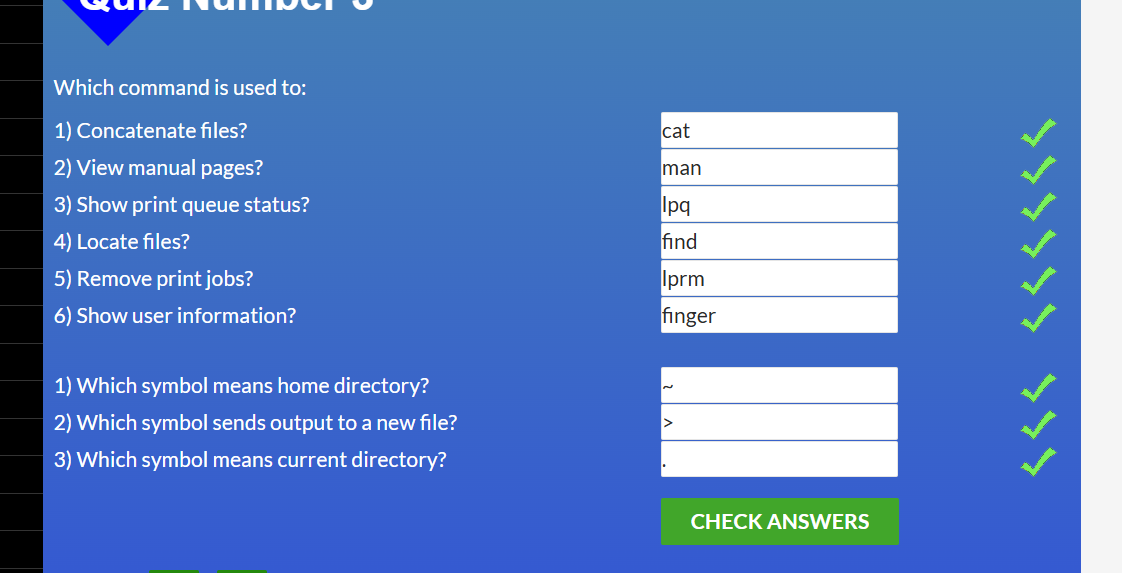 Quiz Number
Which command is used to:
1) Concatenate files? cat
2) View manual pages? man
3) Show print queue status? lpq
4) Locate files? find
5) Remove print jobs? lprm
6) Show user information? finger
1) Which symbol means home directory? ~
2) Which symbol sends output to a new file? >
3) Which symbol means current directory? .
CHECK ANSWERS